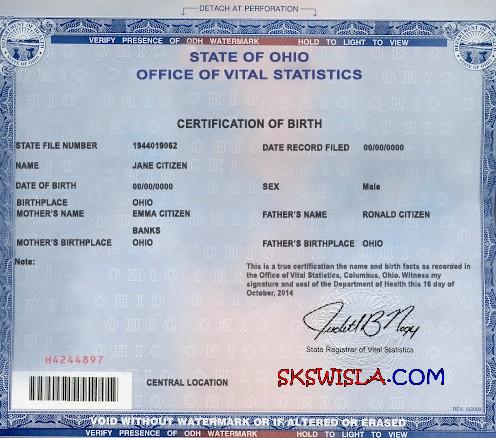 DETACH AT PERFORATION
VERIFY PRESENCE OF ODH WATERMARK HOLD TO LIGHT TO VIEW
STATE OF OHIO
OFFICE OF VITAL STATISTICS
CERTIFICATION OF BIRTH
STATE FILE NUMBER 1944019062 DATE RECORD FILED 00/00/0000
NAME JANE CITIZEN
DATE OF BIRTH 00/00/0000 SEX Male
BIRTHPLACE OHIO
MOTHER'S NAME EMMA CITIZEN FATHER'S NAME RONALD CITIZEN
BANKS
MOTHER'S BIRTHPLACE OHIO FATHER'S BIRTHPLACE OHIO
Note:
This is a true certification the name and birth facts as recorded in
the Office of Vital Statistics, Columbus, Ohio. Witness my
signature and seal of the Department of Health this 16 day of
October, 2014
State Registrar of Vital Statistics
H4244897
CENTRAL LOCATION
SKSWISLA.COM
VOID WITHOUT WATERMARK OR IF ALTERED OR ERASED
VERIFY PRESENCE OF ODH WATERMARK HOLD TO LIGHT TO VIEW